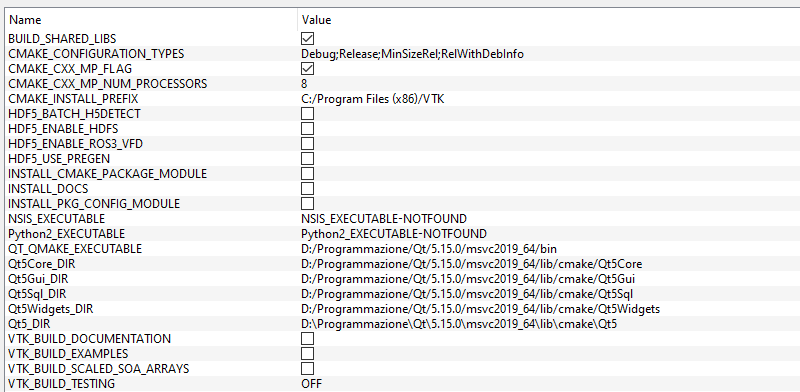 Name Value
BUILD_SHARED_LIBS
CMAKE_CONFIGURATION_TYPES Debug;Release;MinSizeRel;RelWithDebInfo
CMAKE_CXX_MP_FLAG
CMAKE_CXX_MP_NUM_PROCESSORS 8
CMAKE_INSTALL_PREFIX C:/Program Files (x86)/VTK
HDF5_BATCH_H5DETECT
HDF5_ENABLE_HDFS
HDF5_ENABLE_ROS3_VFD
HDF5_USE_PREGEN
INSTALL_CMAKE_PACKAGE_MODULE
INSTALL_DOCS
INSTALL_PKG_CONFIG_MODULE
NSIS_EXECUTABLE NSIS_EXECUTABLE-NOTFOUND
Python2_EXECUTABLE Python2_EXECUTABLE-NOTFOUND
QT_QMAKE_EXECUTABLE D:/Programmazione/Qt/5.15.0/msvc2019_64/bin
Qt5Core_DIR D:/Programmazione/Qt/5.15.0/msvc2019_64/lib/cmake/Qt5Core
Qt5Gui_DIR D:/Programmazione/Qt/5.15.0/msvc2019_64/lib/cmake/Qt5Gui
Qt5Sql_DIR D:/Programmazione/Qt/5.15.0/msvc2019_64/lib/cmake/Qt5Sql
Qt5Widgets_DIR D:/Programmazione/Qt/5.15.0/msvc2019_64/lib/cmake/Qt5Widgets
Qt5_DIR D:\Programmazione\Qt\5.15.0\msvc2019_64\lib\cmake\Qt5
VTK_BUILD_DOCUMENTATION
VTK_BUILD_EXAMPLES
VTK_BUILD_SCALED_SOA_ARRAYS
VTK_BUILD_TESTING OFF